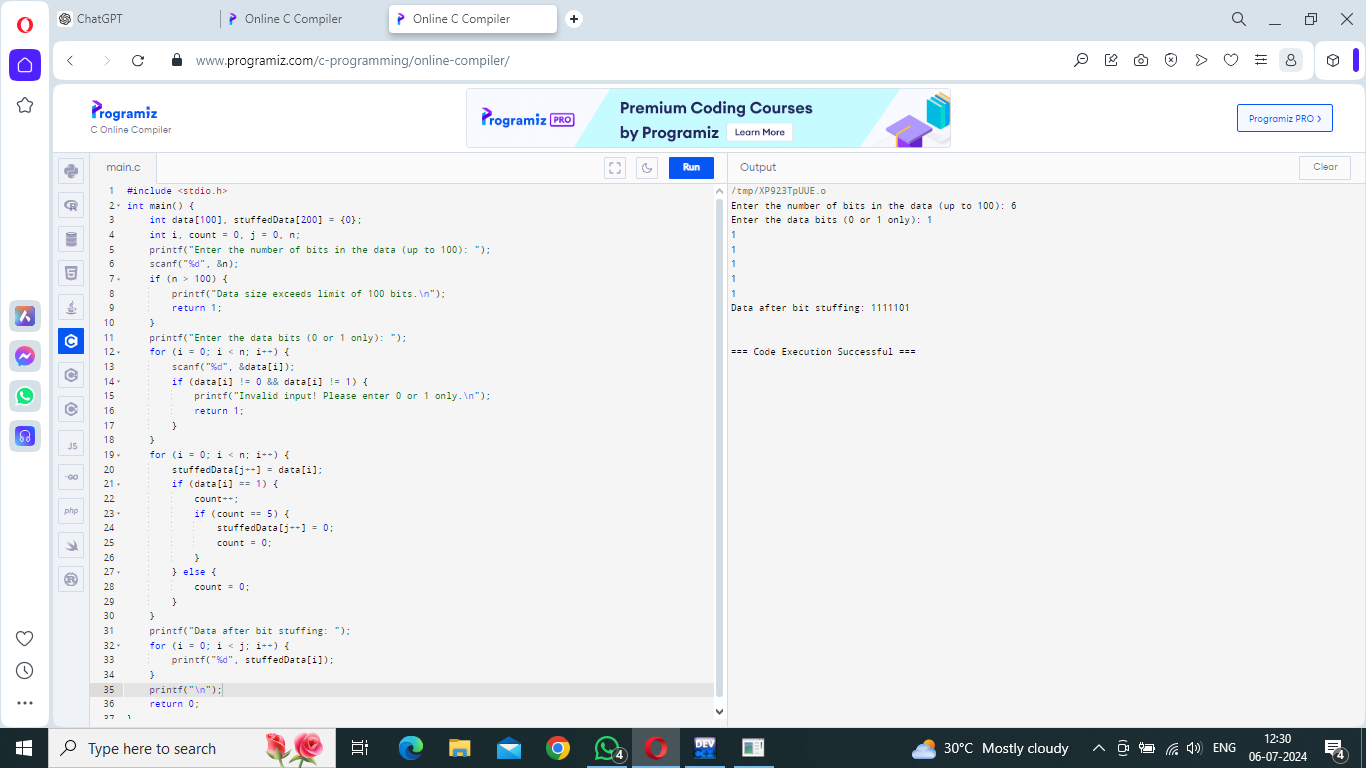 ChatGPT
Online C Compiler
Online C Compiler
www.programiz.com/c-programming/online-compiler/
Programiz
C Online Compiler
Programiz PRO
Premium Coding Courses
by Programiz
Learn More
Programiz PRO >
main.c
Run
Output
Clear
1 #include <stdio.h>
2 int main() {
3 int data[100], stuffedData[200] = {0};
4 int i, count = 0, j = 0, n;
5 printf("Enter the number of bits in the data (up to 100): ");
6 scanf("%d", &n);
7 if (n > 100) {
8 printf("Data size exceeds limit of 100 bits.\n");
9 return 1;
10 }
11 printf("Enter the data bits (0 or 1 only): ");
12 for (i = 0; i < n; i++) {
13 scanf("%d", &data[i]);
14 if (data[i] != 0 && data[i] != 1) {
15 printf("Invalid input! Please enter 0 or 1 only.\n");
16 return 1;
17 }
18 }
19 for (i = 0; i < n; i++) {
20 stuffedData[j++] = data[i];
21 if (data[i] == 1) {
22 count++;
23 if (count == 5) {
24 stuffedData[j++] = 0;
25 count = 0;
26 }
27 } else {
28 count = 0;
29 }
30 }
31 printf("Data after bit stuffing: ");
32 for (i = 0; i < j; i++) {
33 printf("%d", stuffedData[i]);
34 }
35 printf("\n");
36 return 0;
37 }
/tmp/XP923TpUUE.o
Enter the number of bits in the data (up to 100): 6
Enter the data bits (0 or 1 only): 1
1
1
1
1
1
Data after bit stuffing: 1111101
=== Code Execution Successful ===
JS
GO
php
Type here to search
4
DEV
30°C Mostly cloudy
ENG
12:30
06-07-2024
4